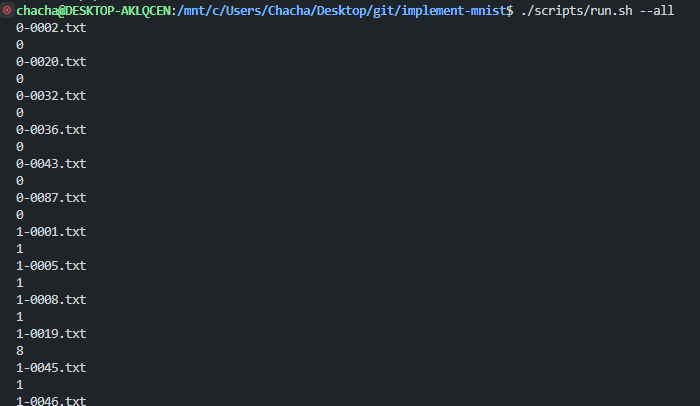 chacha@DESKTOP-AKLQCEN:/mnt/c/Users/Chacha/Desktop/git/implement-mnist$ ./scripts/run.sh --all
0-0002.txt
0
0-0020.txt
0
0-0032.txt
0
0-0036.txt
0
0-0043.txt
0
0-0087.txt
0
1-0001.txt
1
1-0005.txt
1
1-0008.txt
1
1-0019.txt
8
1-0045.txt
1
1-0046.txt